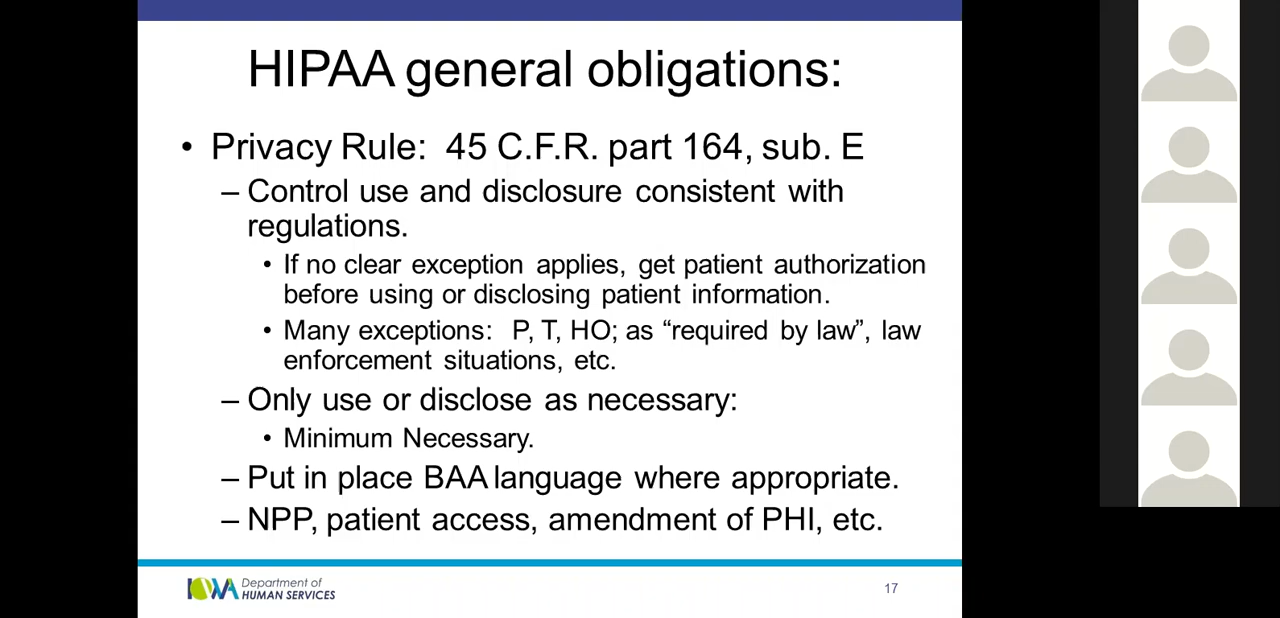 HIPAA general obligations:
• Privacy Rule: 45 C.F.R. part 164, sub. E
– Control use and disclosure consistent with
regulations.
• If no clear exception applies, get patient authorization
before using or disclosing patient information.
• Many exceptions: P, T, HO; as “required by law”, law
enforcement situations, etc.
– Only use or disclose as necessary:
• Minimum Necessary.
– Put in place BAA language where appropriate.
– NPP, patient access, amendment of PHI, etc.
IOWA Department of
HUMAN SERVICES
17